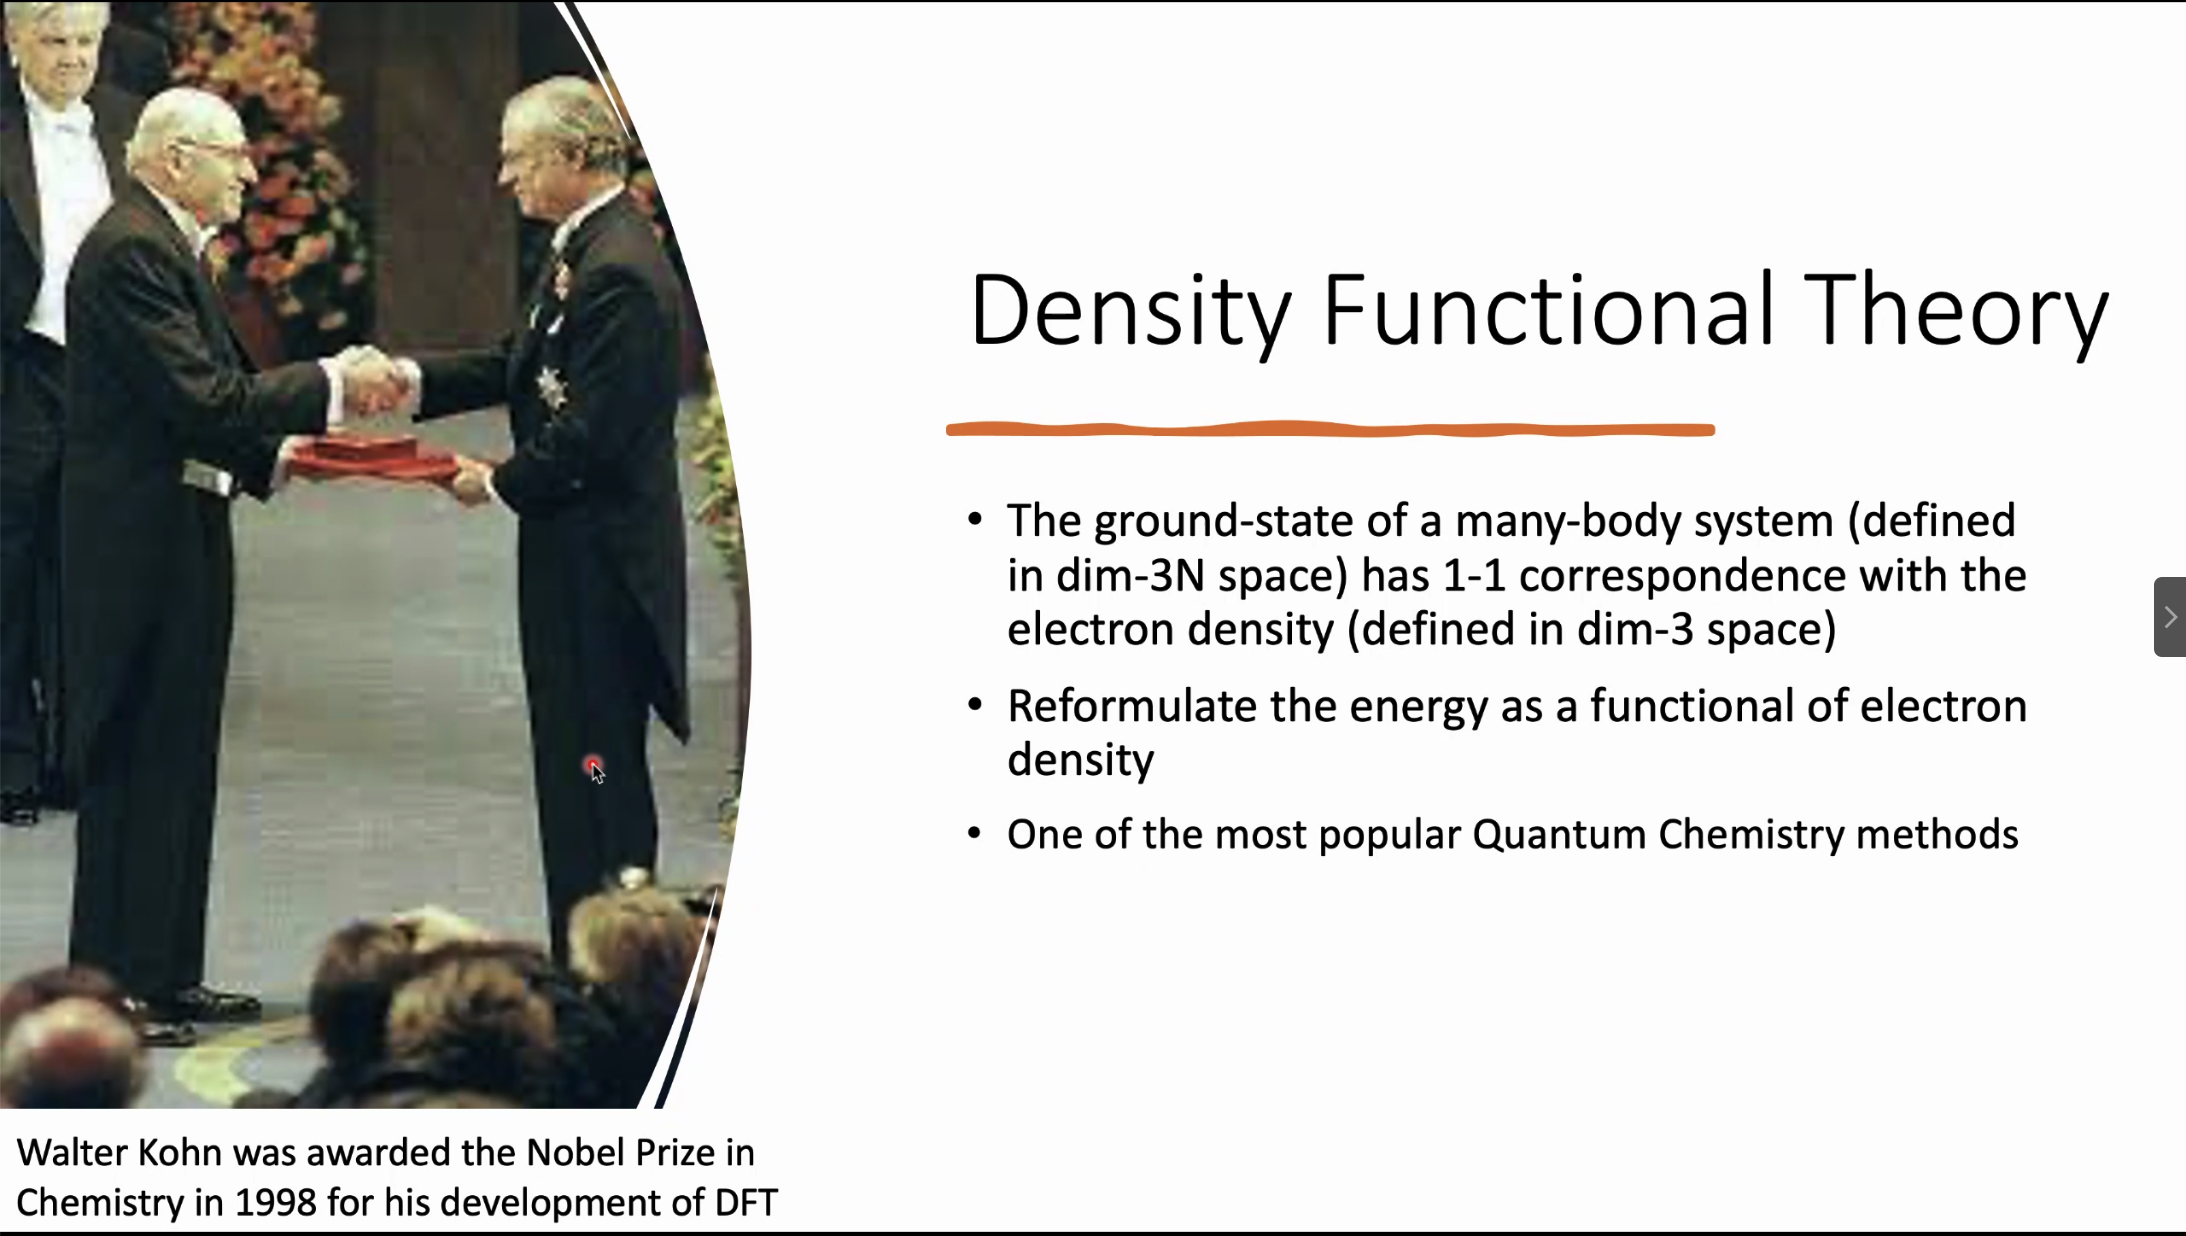 Density Functional Theory
• The ground-state of a many-body system (defined
in dim-3N space) has 1-1 correspondence with the
electron density (defined in dim-3 space)
• Reformulate the energy as a functional of electron
density
• One of the most popular Quantum Chemistry methods
Walter Kohn was awarded the Nobel Prize in
Chemistry in 1998 for his development of DFT